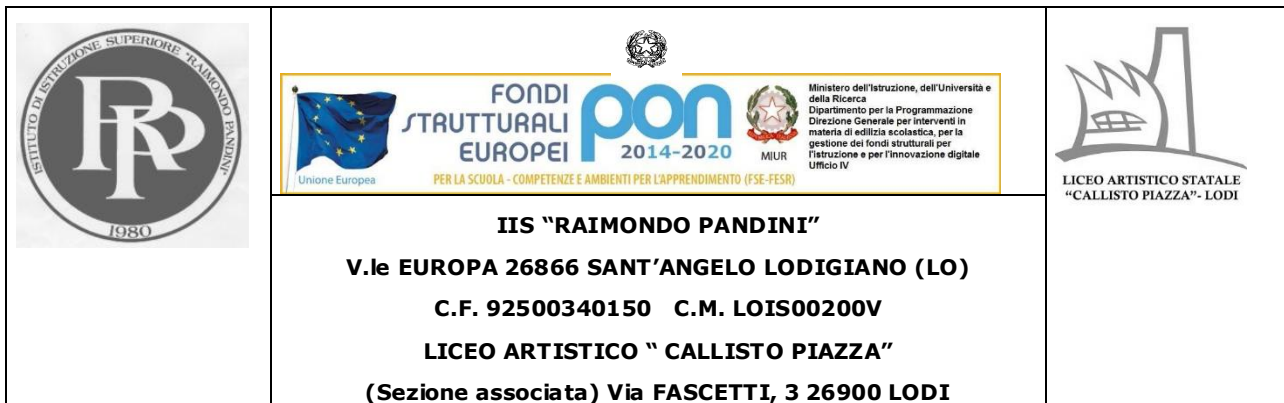 ISTITUTO DI ISTRUZIONE SUPERIORE "RAIMONDO PANDINI"
1980
FONDI
STRUTTURALI
EUROPEI
pon
2014-2020
Unione Europea
MIUR
Ministero dell'Istruzione, dell'Università e
della Ricerca
Dipartimento per la Programmazione
Direzione Generale per interventi in
materia di edilizia scolastica, per la
gestione dei fondi strutturali per
l'istruzione e per l'innovazione digitale
Ufficio IV
PER LA SCUOLA - COMPETENZE E AMBIENTI PER L'APPRENDIMENTO (FSE-FESR)
IIS “RAIMONDO PANDINI”
V.le EUROPA 26866 SANT’ANGELO LODIGIANO (LO)
C.F. 92500340150 C.M. LOIS00200V
LICEO ARTISTICO “ CALLISTO PIAZZA”
(Sezione associata) Via FASCETTI, 3 26900 LODI
LICEO ARTISTICO STATALE
“CALLISTO PIAZZA”- LODI